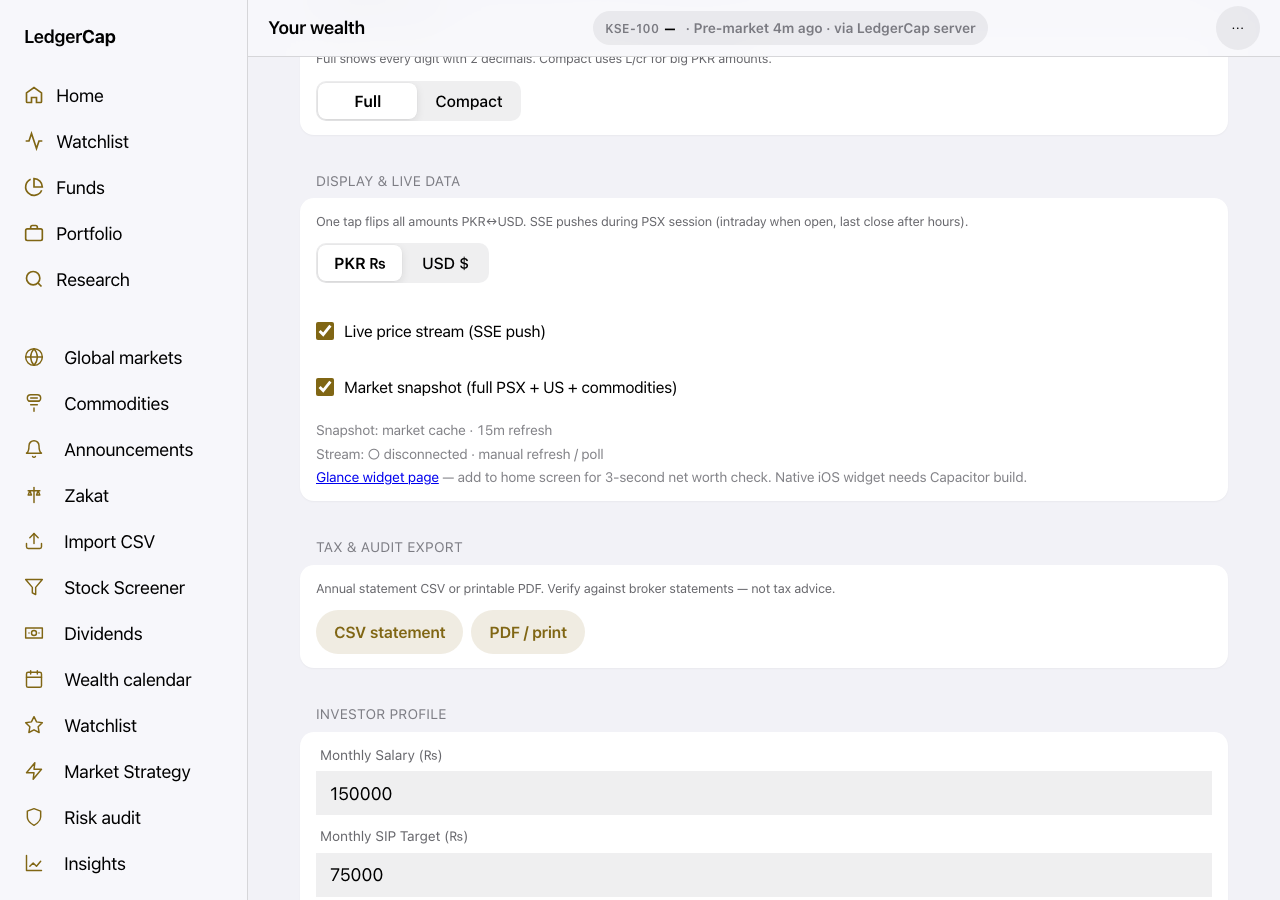 LedgerCap
Home
Watchlist
Funds
Portfolio
Research
Global markets
Commodities
Announcements
Zakat
Import CSV
Stock Screener
Dividends
Wealth calendar
Watchlist
Market Strategy
Risk audit
Insights
Your wealth
KSE-100 — · Pre-market 4m ago · via LedgerCap server
...
Full shows every digit with 2 decimals. Compact uses L/cr for big PKR amounts.
Full Compact
DISPLAY & LIVE DATA
One tap flips all amounts PKR↔USD. SSE pushes during PSX session (intraday when open, last close after hours).
PKR ₨ USD $
Live price stream (SSE push)
Market snapshot (full PSX + US + commodities)
Snapshot: market cache · 15m refresh
Stream: ○ disconnected · manual refresh / poll
Glance widget page — add to home screen for 3-second net worth check. Native iOS widget needs Capacitor build.
TAX & AUDIT EXPORT
Annual statement CSV or printable PDF. Verify against broker statements — not tax advice.
CSV statement PDF / print
INVESTOR PROFILE
Monthly Salary (₨)
150000
Monthly SIP Target (₨)
75000